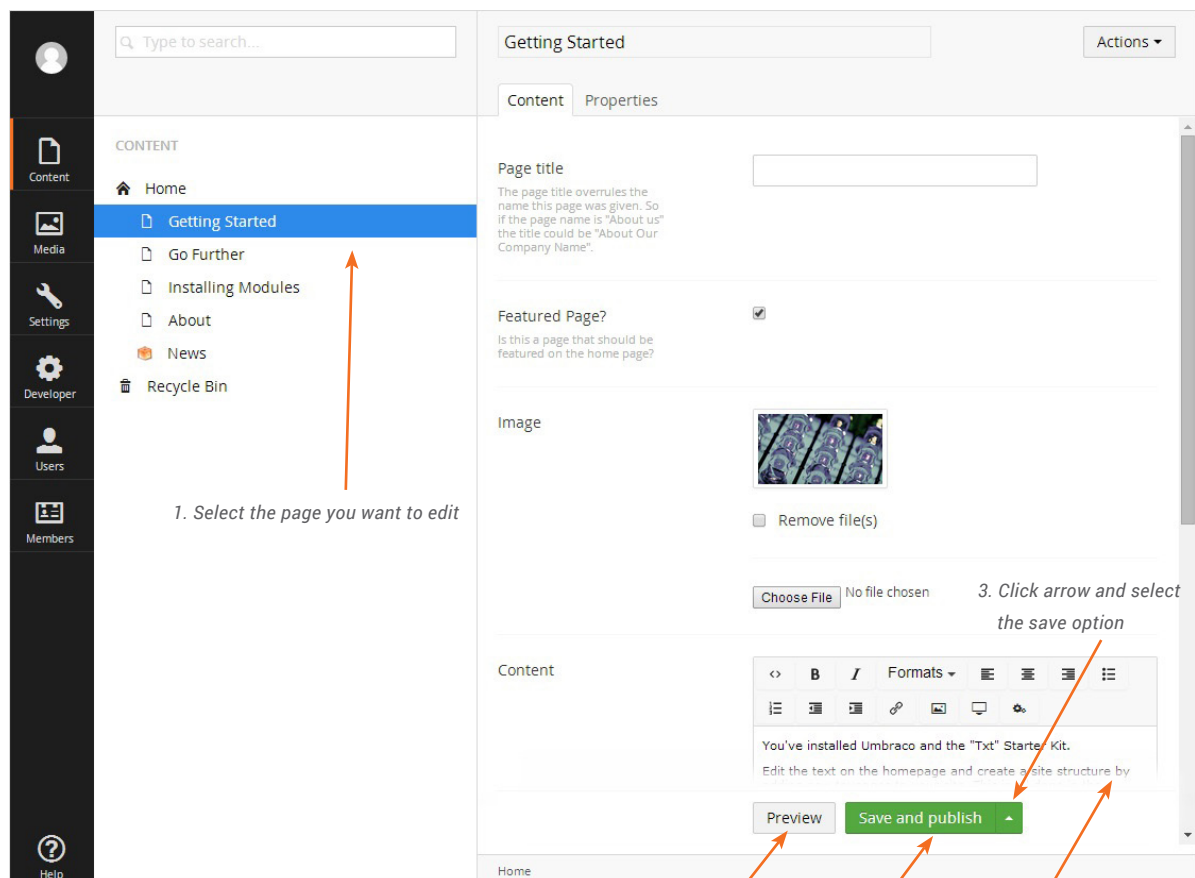 Type to search...
Content
Media
Settings
Developer
Users
Members
Help
CONTENT
Home
Getting Started
Go Further
Installing Modules
About
News
Recycle Bin
1. Select the page you want to edit
Getting Started
Actions
Content Properties
Page title
The page title overrules the
name this page was given. So
if the page name is "About us"
the title could be "About Our
Company Name".
Featured Page?
Is this a page that should be
featured on the home page?
Image
Remove file(s)
Choose File No file chosen
3. Click arrow and select
the save option
Content
B I Formats
You've installed Umbraco and the "Txt" Starter Kit.
Edit the text on the homepage and create a site structure by
Preview Save and publish
Home